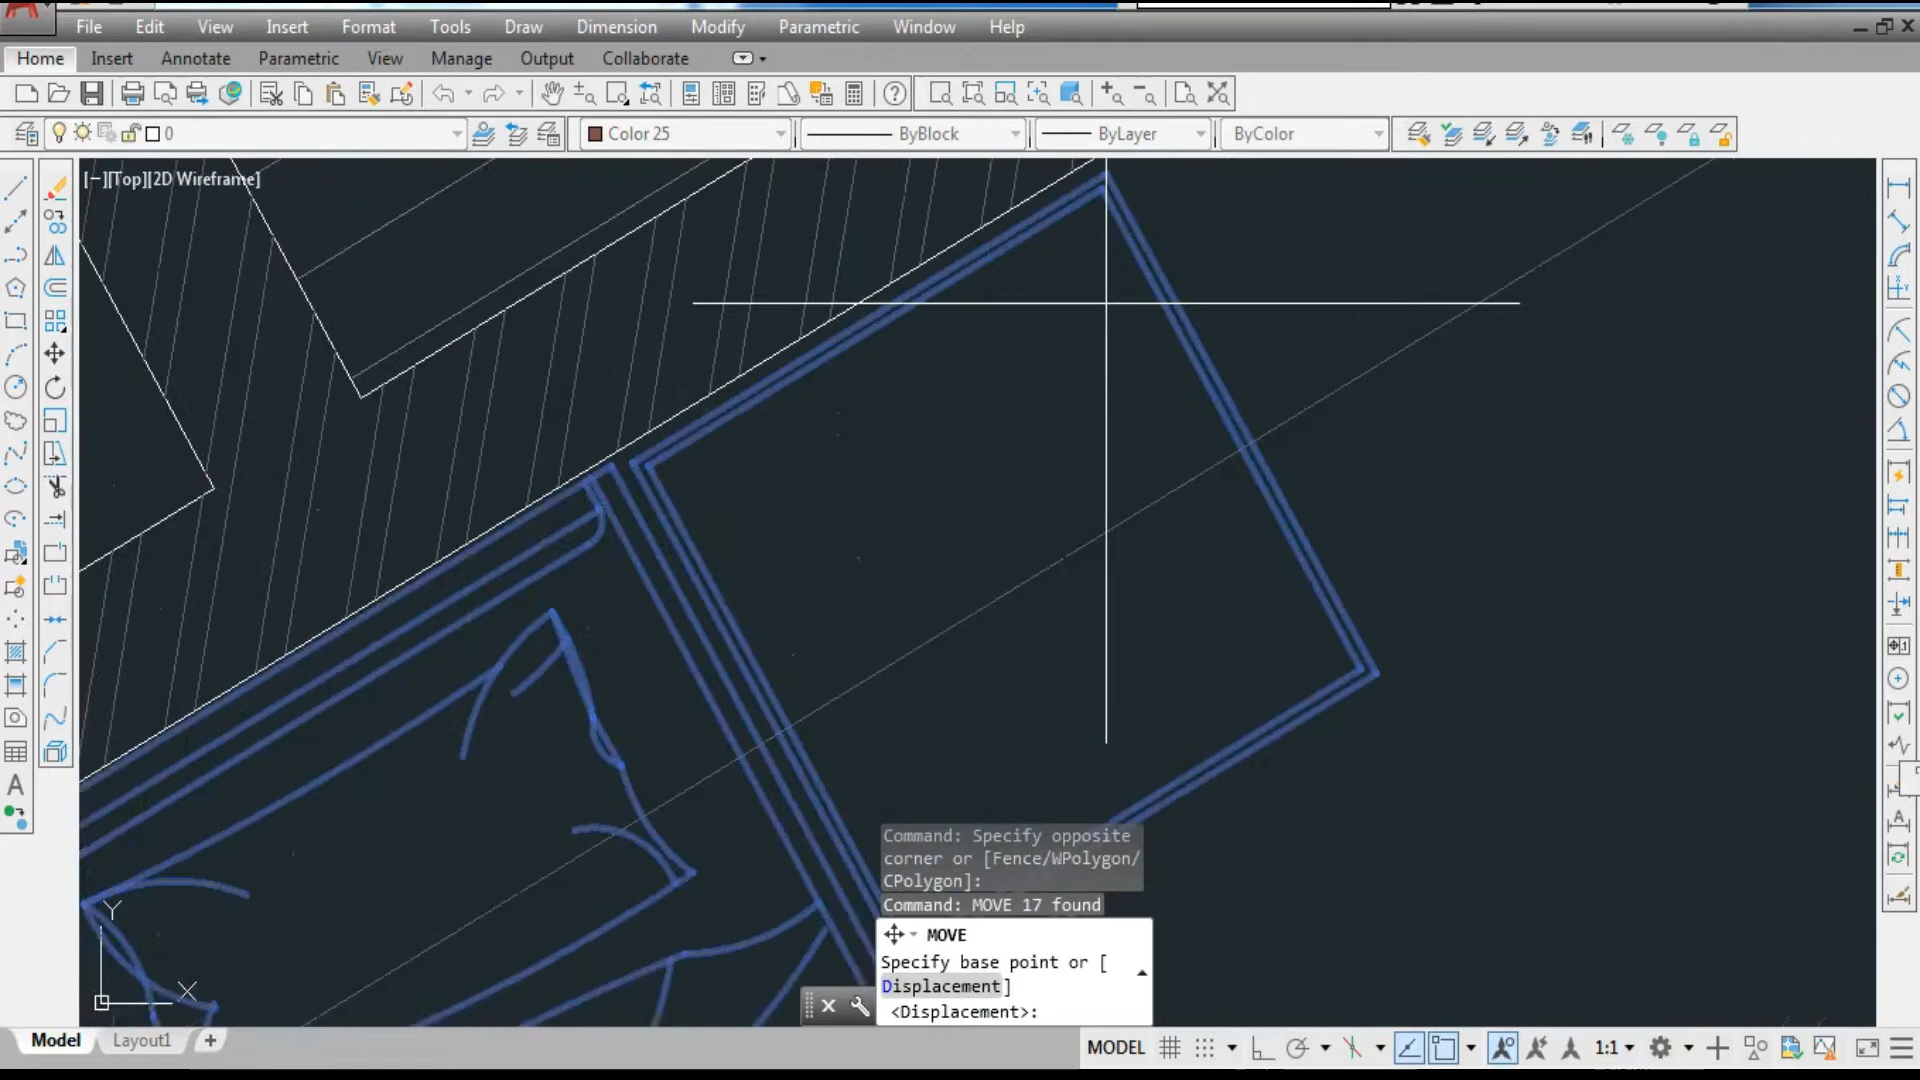 File Edit View Insert Format Tools Draw Dimension Modify Parametric Window Help
Home Insert Annotate Parametric View Manage Output Collaborate
0 Color 25 ByBlock ByLayer ByColor
[−][Top][2D Wireframe]
Command: Specify opposite
corner or [Fence/WPolygon/
CPolygon]:
Command: MOVE 17 found
MOVE
Specify base point or [
Displacement]
<Displacement>:
Y
X
A
Model Layout1 +
MODEL 1:1